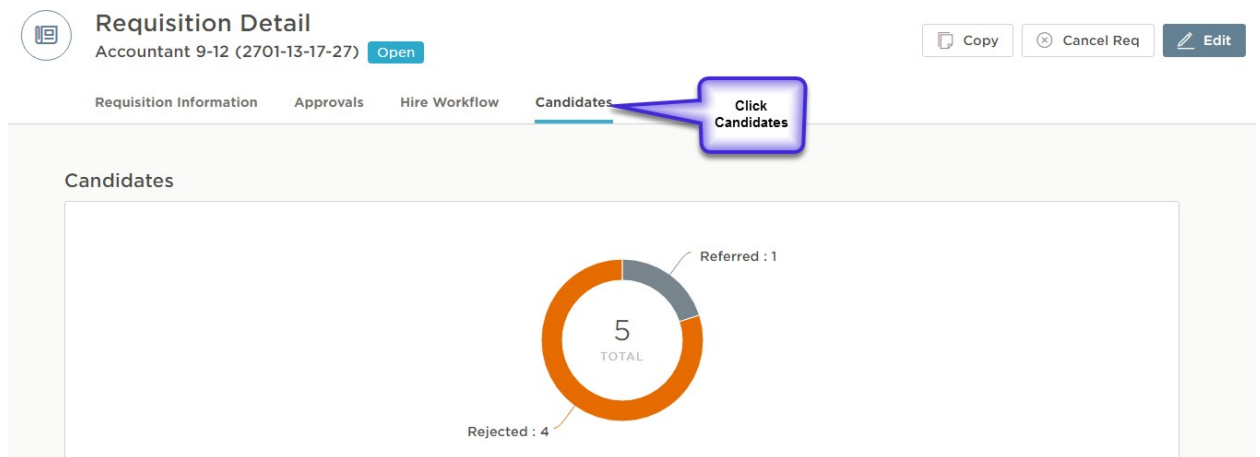 Requisition Detail
Accountant 9-12 (2701-13-17-27) Open
Copy
Cancel Req
Edit
Requisition Information Approvals Hire Workflow Candidates
Click
Candidates
Candidates
Referred : 1
5
TOTAL
Rejected : 4